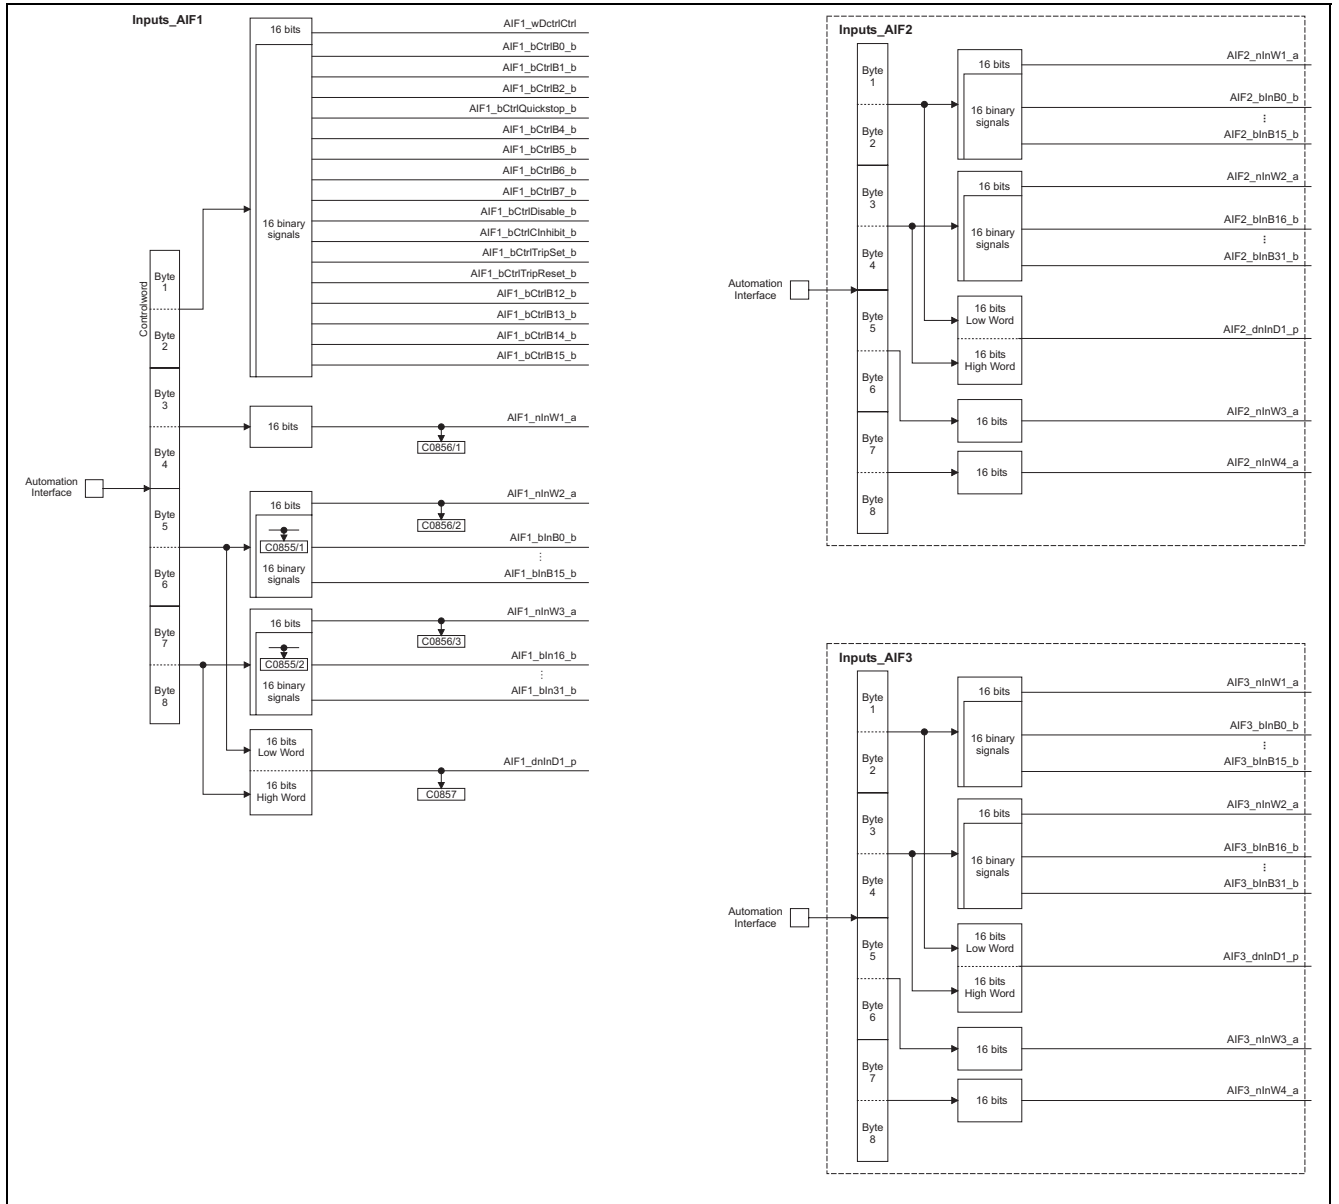 Inputs_AIF1
16 bits
AIF1_wDctrlCtrl
AIF1_bCtrlB0_b
AIF1_bCtrlB1_b
AIF1_bCtrlB2_b
AIF1_bCtrlQuickstop_b
AIF1_bCtrlB4_b
AIF1_bCtrlB5_b
AIF1_bCtrlB6_b
AIF1_bCtrlB7_b
16 binary
signals
AIF1_bCtrlDisable_b
AIF1_bCtrlCInhibit_b
AIF1_bCtrlTripSet_b
AIF1_bCtrlTripReset_b
AIF1_bCtrlB12_b
AIF1_bCtrlB13_b
AIF1_bCtrlB14_b
AIF1_bCtrlB15_b
Controlword
Byte
1
Byte
2
Byte
3
Byte
4
Byte
5
Byte
6
Byte
7
Byte
8
Automation
Interface
16 bits
AIF1_nInW1_a
C0856/1
16 bits
AIF1_nInW2_a
C0856/2
C0855/1
16 binary
signals
AIF1_bInB0_b
AIF1_bInB15_b
16 bits
AIF1_nInW3_a
C0856/3
C0855/2
16 binary
signals
AIF1_bIn16_b
AIF1_bIn31_b
16 bits
Low Word
16 bits
High Word
AIF1_dnInD1_p
C0857
Inputs_AIF2
Byte
1
Byte
2
Byte
3
Byte
4
Byte
5
Byte
6
Byte
7
Byte
8
Automation
Interface
16 bits
16 binary
signals
AIF2_nInW1_a
AIF2_bInB0_b
AIF2_bInB15_b
16 bits
16 binary
signals
AIF2_nInW2_a
AIF2_bInB16_b
AIF2_bInB31_b
16 bits
Low Word
16 bits
High Word
AIF2_dnInD1_p
16 bits
AIF2_nInW3_a
16 bits
AIF2_nInW4_a
Inputs_AIF3
Byte
1
Byte
2
Byte
3
Byte
4
Byte
5
Byte
6
Byte
7
Byte
8
Automation
Interface
16 bits
16 binary
signals
AIF3_nInW1_a
AIF3_bInB0_b
AIF3_bInB15_b
16 bits
16 binary
signals
AIF3_nInW2_a
AIF3_bInB16_b
AIF3_bInB31_b
16 bits
Low Word
16 bits
High Word
AIF3_dnInD1_p
16 bits
AIF3_nInW3_a
16 bits
AIF3_nInW4_a